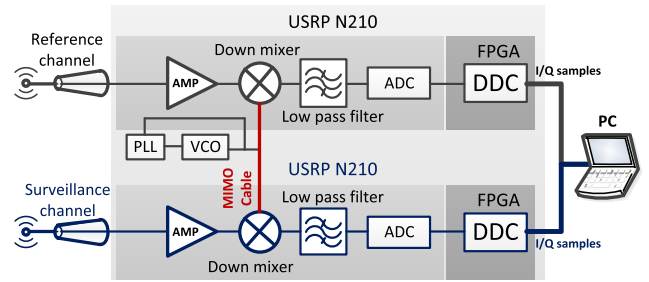 USRP N210
Reference
channel
Down mixer
FPGA
I/Q samples
AMP
ADC
DDC
Low pass filter
PC
PLL
VCO
MIMO
Cable
USRP N210
Surveillance
channel
Low pass filter
FPGA
AMP
ADC
DDC
I/Q samples
Down mixer